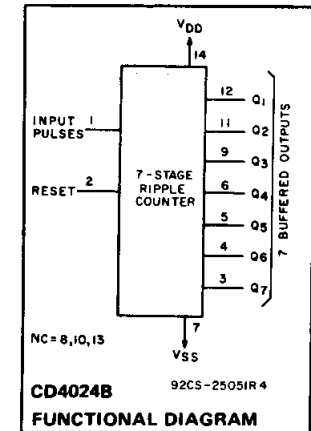 VDD
14
INPUT PULSES 1
RESET 2
7-STAGE
RIPPLE
COUNTER
12 Q1
11 Q2
9 Q3
6 Q4
5 Q5
4 Q6
3 Q7
7 BUFFERED OUTPUTS
7
VSS
NC=8,10,13
92CS-25051R4
CD4024B
FUNCTIONAL DIAGRAM